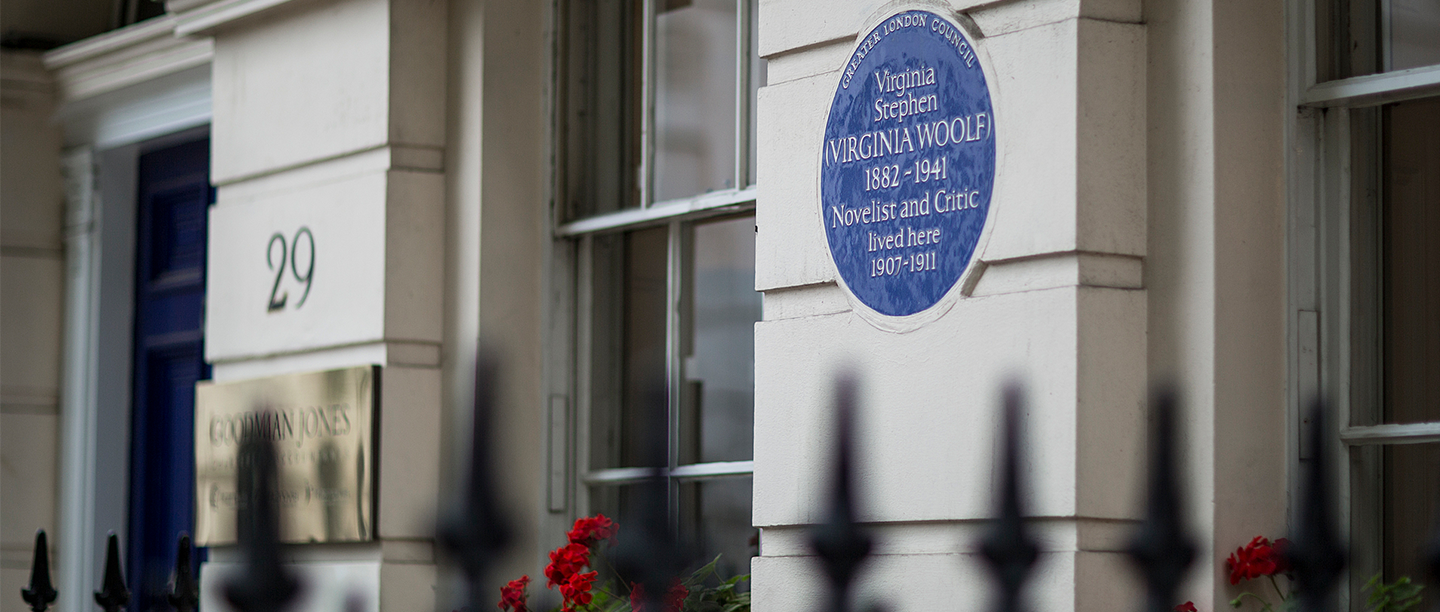 29
GOODMAN JONES
GREATER LONDON COUNCIL
Virginia
Stephen
(VIRGINIA WOOLF)
1882~1941
Novelist and Critic
lived here
1907-1911